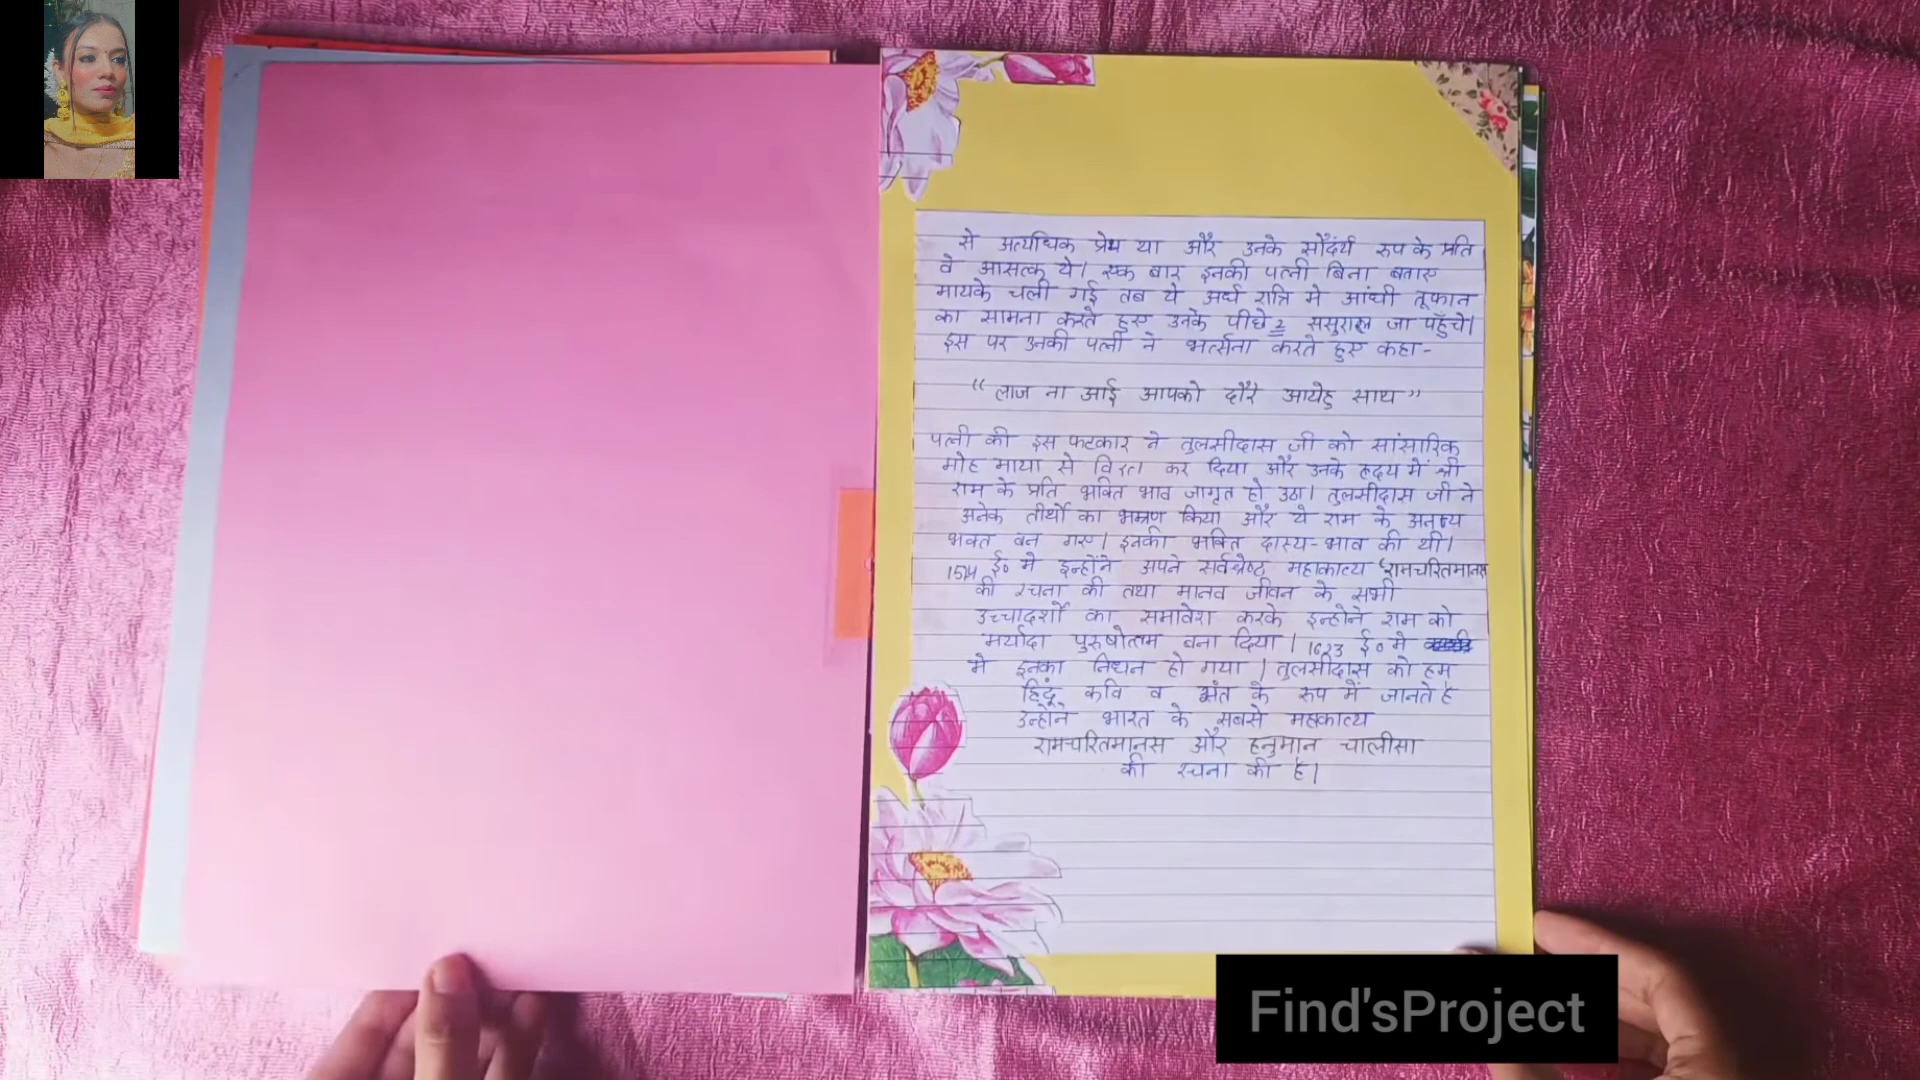 से अत्यधिक प्रेम था और उनके सौंदर्य रूप के प्रति
वे आसत्क थे। एक बार इनकी पत्नी बिना बताए
मायके चली गई तब ये अर्ध रात्रि मे आंधी तूफान
का सामना करते हुए उनके पीछे २ ससुराल जा पहुँचे।
इस पर उनकी पत्नी ने भर्त्सना करते हुए कहा-
“ लाज ना आई आपको दौरे आयेहु साथ ”
पत्नी की इस फटकार ने तुलसीदास जी को सांसारिक
मोह माया से कर दिया और उनके हृदय में श्री
राम के प्रति भक्ति भाव जागृत हो उठा। तुलसीदास जी ने
अनेक तीर्थो का भम्रण किया और ये राम के अनन्य
भक्त बन गए। इनकी भक्ति दास्य-भाव की थी।
ई० मे इन्होंने अपने सर्वश्रेष्ठ महाकाव्य ‘रामचरितमानस
की रचना की तथा मानव जीवन के सभी
उच्चादर्शो का समावेश करके इन्होने राम को
मर्यादा पुरुषोत्तम बना दिया। 1623 ई० मे
मे इनका निधन हो गया। तुलसीदास को हम
हिंदू कवि व संत के रूप में जानते है
उन्होंने भारत के सबसे महाकाव्य
रामचरितमानस और हनुमान चालीसा
की रचना की है।
Find'sProject